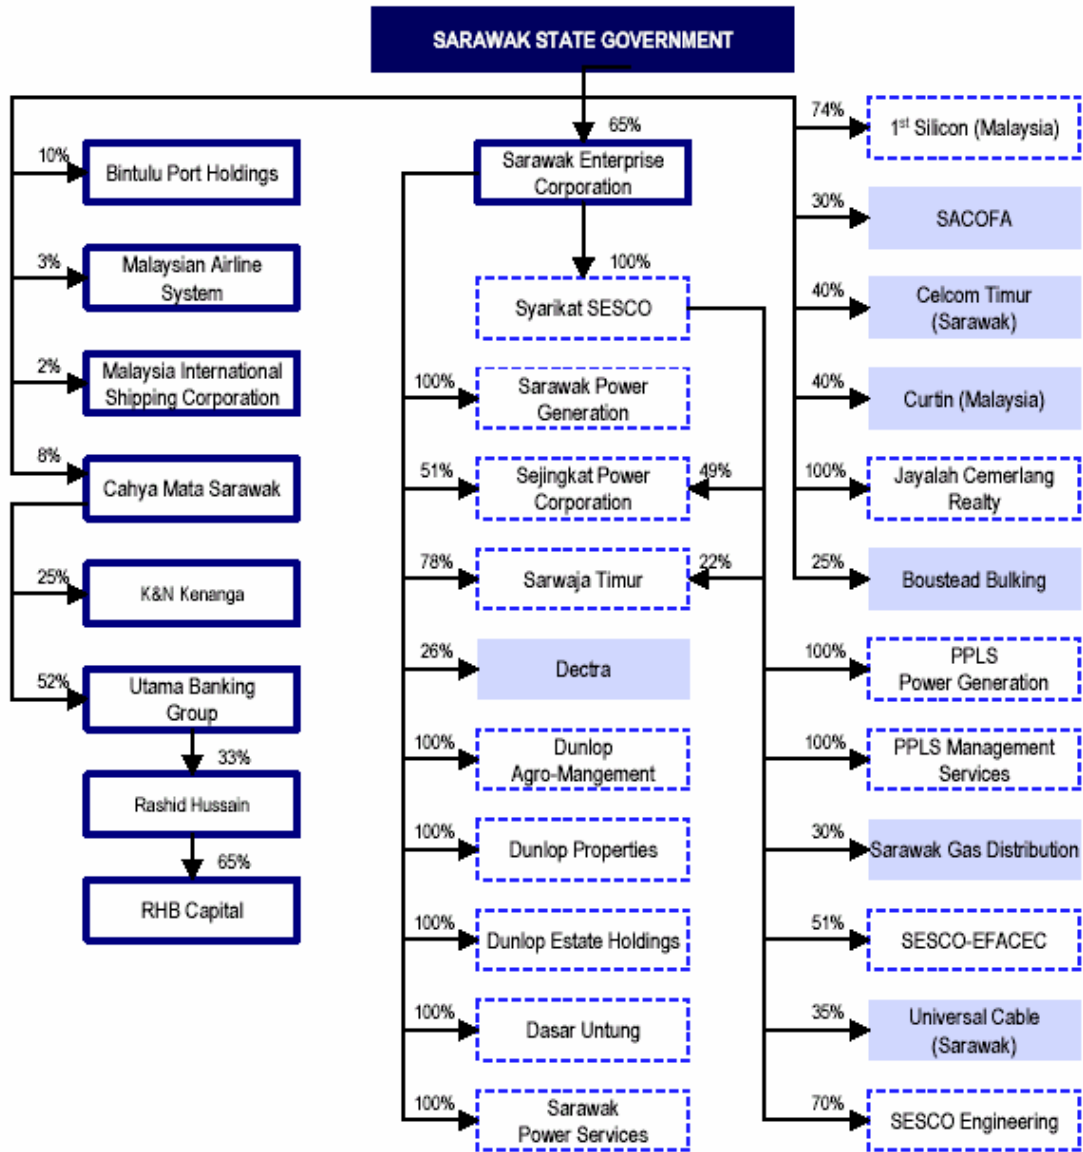 SARAWAK STATE GOVERNMENT
10%
Bintulu Port Holdings
3%
Malaysian Airline
System
2%
Malaysia International
Shipping Corporation
8%
Cahya Mata Sarawak
25%
K&N Kenanga
52%
Utama Banking
Group
33%
Rashid Hussain
65%
RHB Capital
65%
Sarawak Enterprise
Corporation
100%
Syarikat SESCO
100%
Sarawak Power
Generation
51%
Sejingkat Power
Corporation
49%
78%
Sarwaja Timur
22%
26%
Dectra
100%
Dunlop
Agro-Mangement
100%
Dunlop Properties
100%
Dunlop Estate Holdings
100%
Dasar Untung
100%
Sarawak
Power Services
74%
1st Silicon (Malaysia)
30%
SACOFA
40%
Celcom Timur
(Sarawak)
40%
Curtin (Malaysia)
100%
Jayalah Cemerlang
Realty
25%
Boustead Bulking
100%
PPLS
Power Generation
100%
PPLS Management
Services
30%
Sarawak Gas Distribution
51%
SESCO-EFACEC
35%
Universal Cable
(Sarawak)
70%
SESCO Engineering